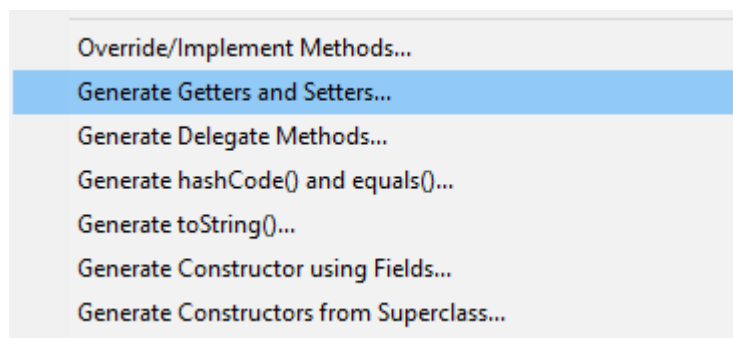 Override/Implement Methods...
Generate Getters and Setters...
Generate Delegate Methods...
Generate hashCode() and equals()...
Generate toString()...
Generate Constructor using Fields...
Generate Constructors from Superclass...